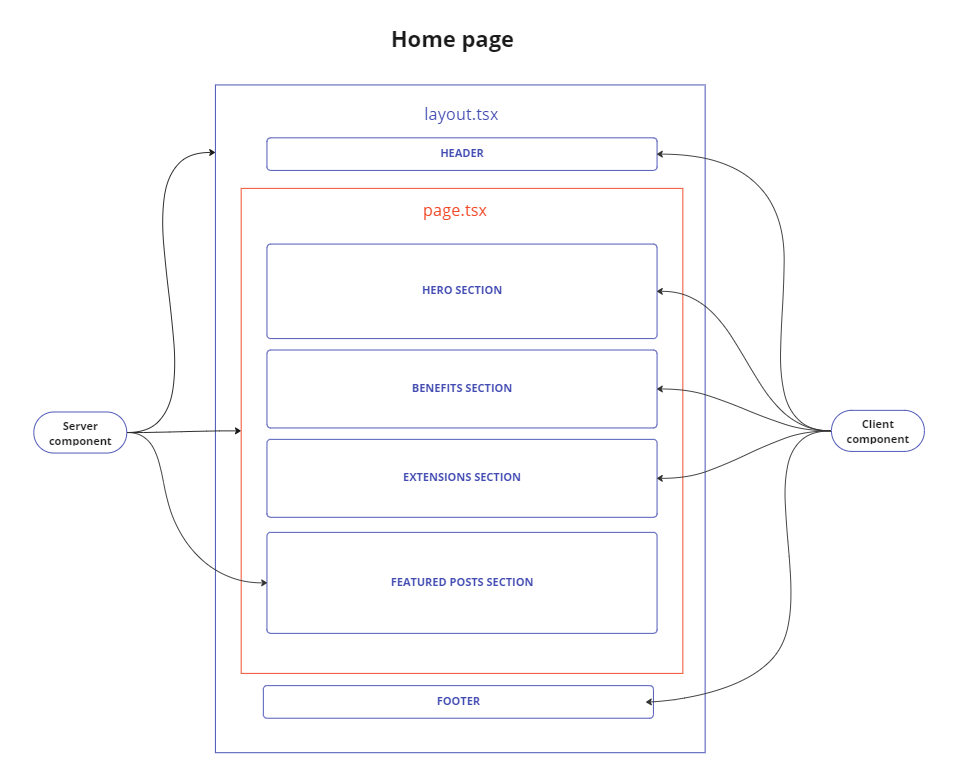 Home page
layout.tsx
HEADER
page.tsx
HERO SECTION
BENEFITS SECTION
Server
component
Client
component
EXTENSIONS SECTION
FEATURED POSTS SECTION
FOOTER